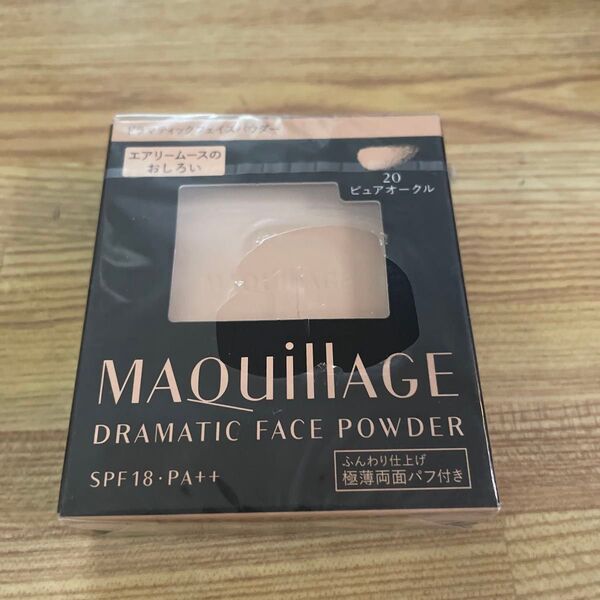 ドラマティックフェイスパウダー
エアリームースの
おしろい
20
ピュアオークル
MAQuillAGE
MAQuillAGE
DRAMATIC FACE POWDER
SPF18・PA++
ふんわり仕上げ
極薄両面パフ付き